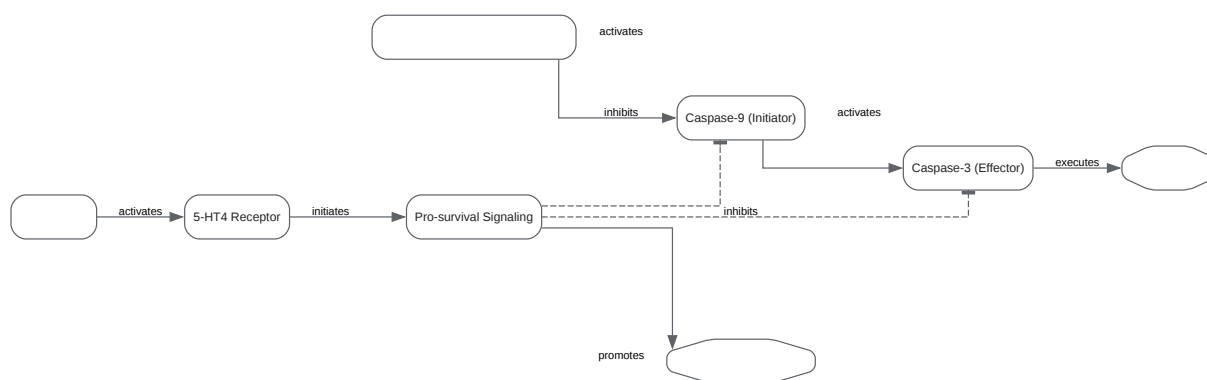 activates
inhibits
Caspase-9 (Initiator)
activates
Caspase-3 (Effector)
executes
activates
5-HT4 Receptor
initiates
Pro-survival Signaling
inhibits
promotes